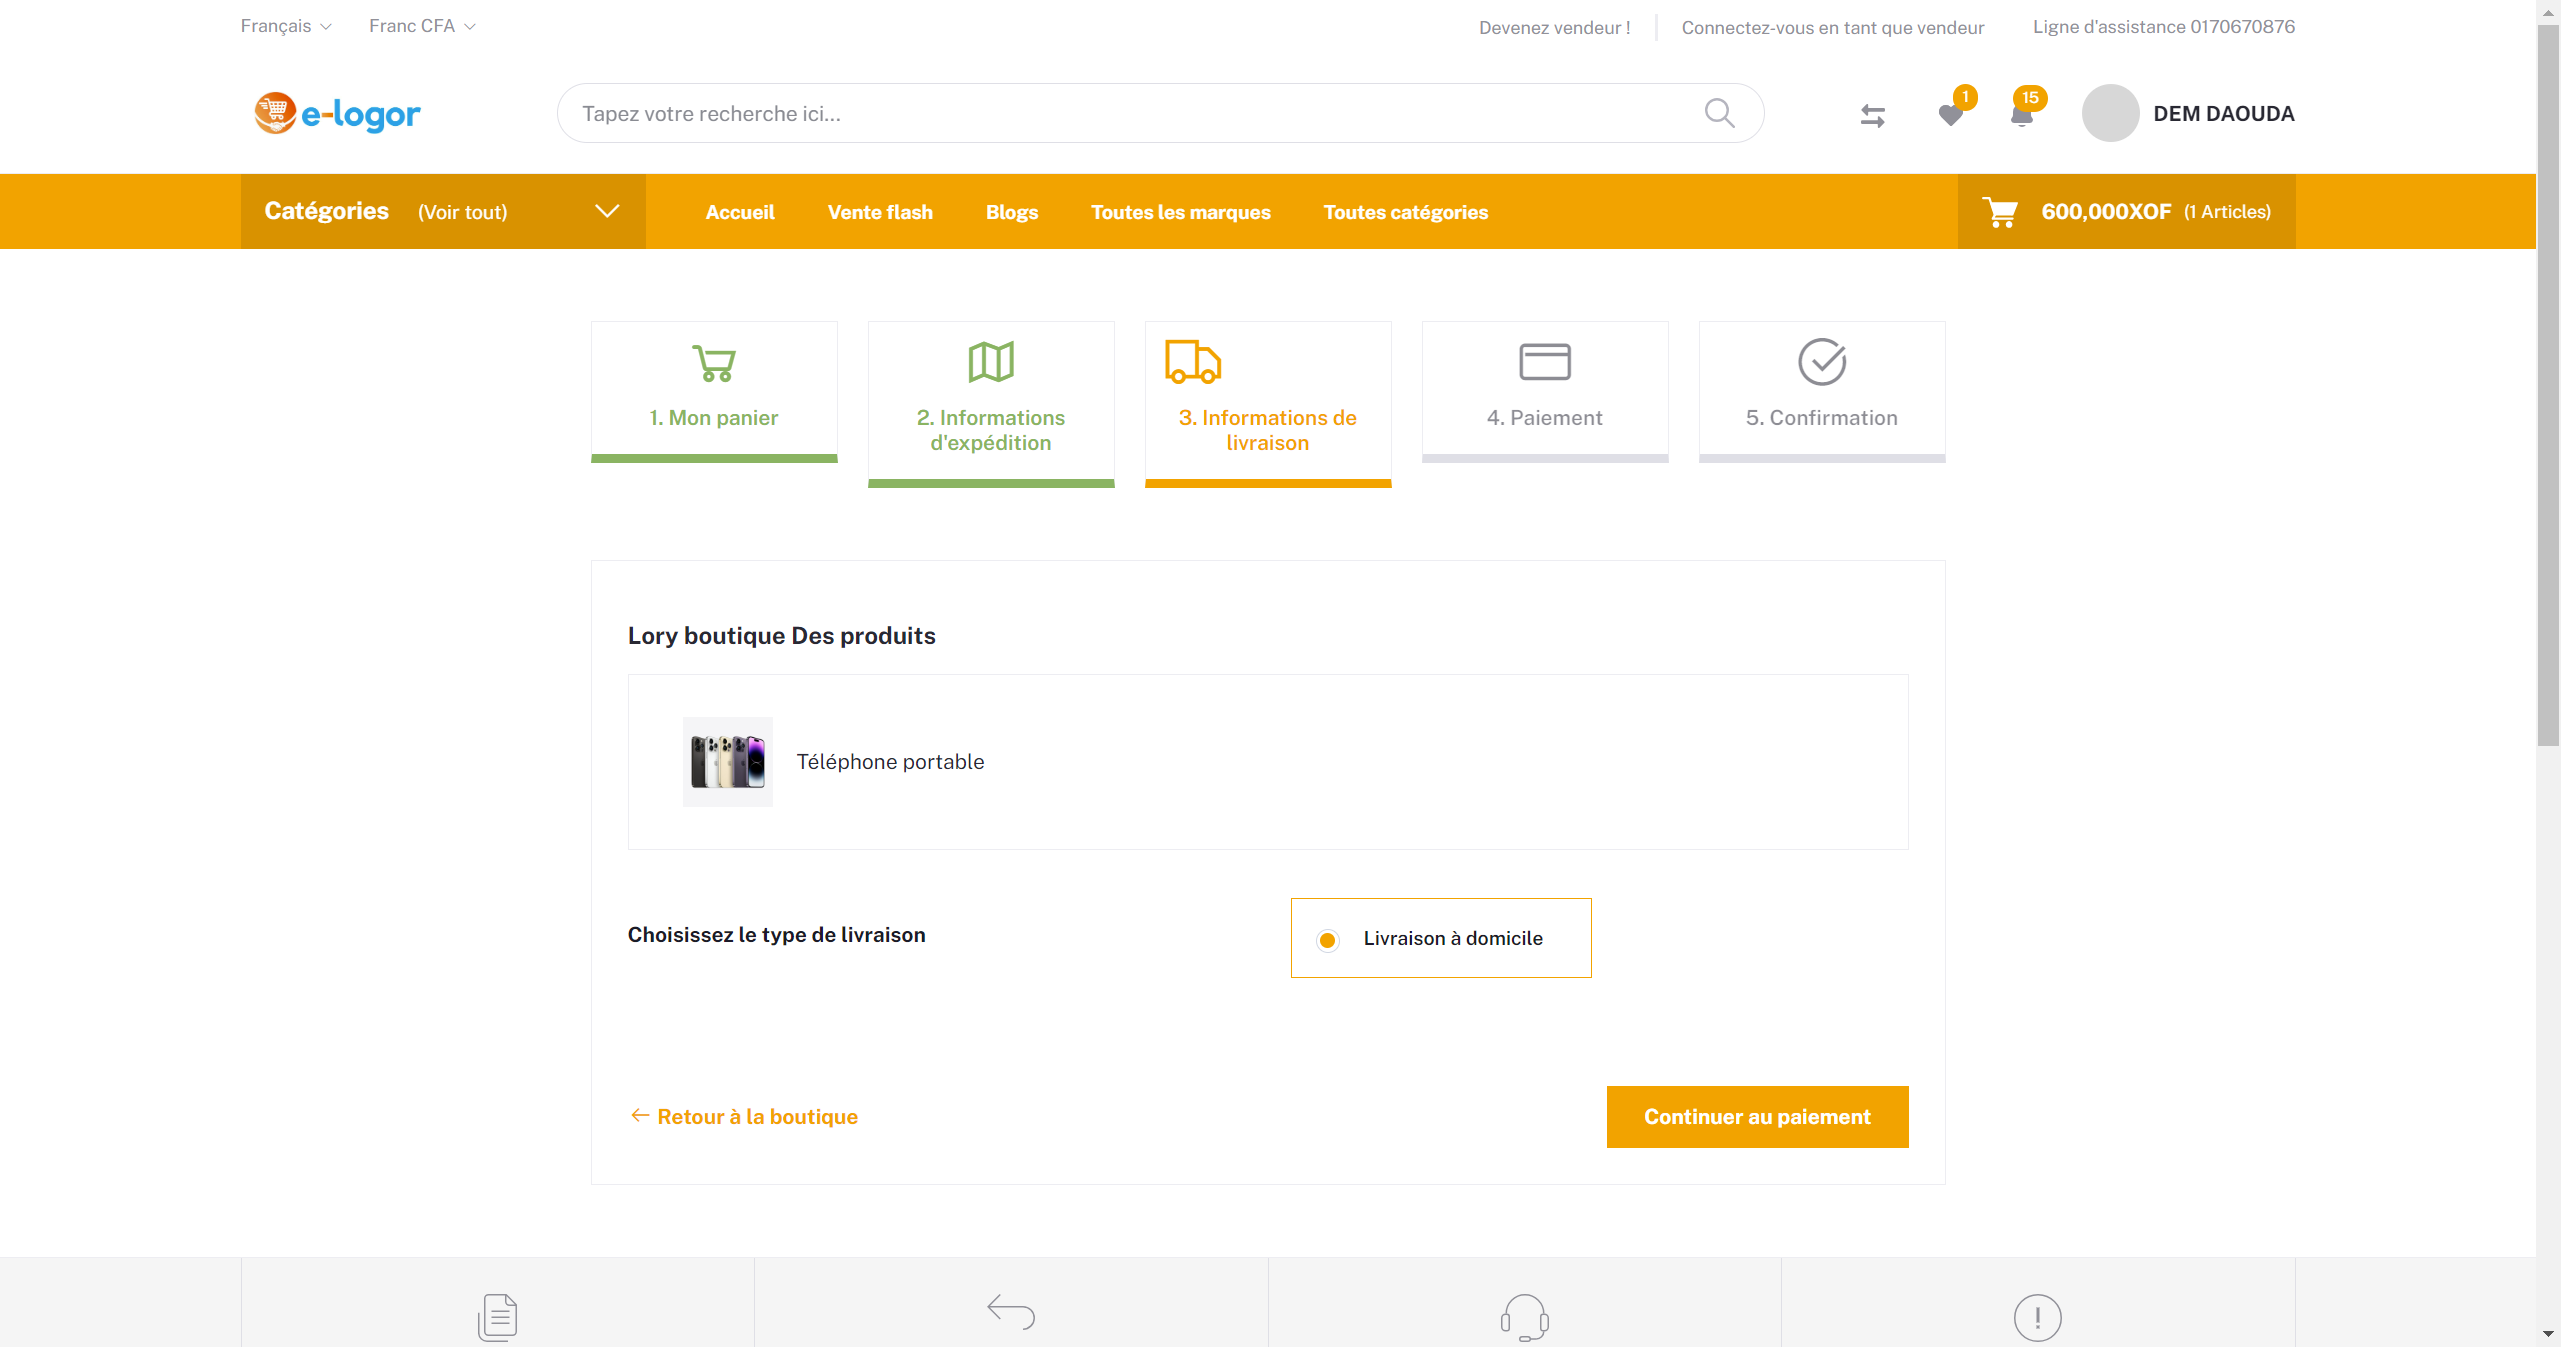 Français
Franc CFA
Devenez vendeur !
Connectez-vous en tant que vendeur
Ligne d'assistance 0170670876
e-logor
Tapez votre recherche ici...
1
15
DEM DAOUDA
Catégories (Voir tout)
Accueil
Vente flash
Blogs
Toutes les marques
Toutes catégories
600,000XOF (1 Articles)
1. Mon panier
2. Informations
d'expédition
3. Informations de
livraison
4. Paiement
5. Confirmation
Lory boutique Des produits
Téléphone portable
Choisissez le type de livraison
Livraison à domicile
Retour à la boutique
Continuer au paiement